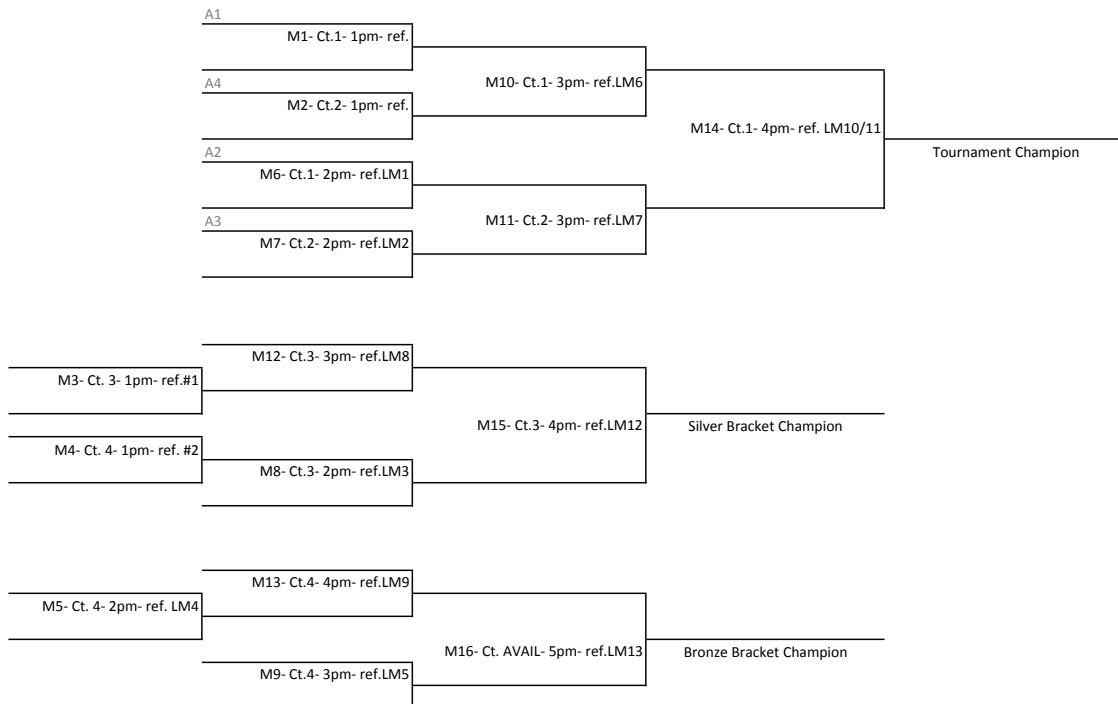 A1
M1- Ct.1- 1pm- ref.
A4
M10- Ct.1- 3pm- ref.LM6
M2- Ct.2- 1pm- ref.
M14- Ct.1- 4pm- ref. LM10/11
A2
Tournament Champion
M6- Ct.1- 2pm- ref.LM1
A3
M11- Ct.2- 3pm- ref.LM7
M7- Ct.2- 2pm- ref.LM2
M12- Ct.3- 3pm- ref.LM8
M3- Ct. 3- 1pm- ref.#1
M15- Ct.3- 4pm- ref.LM12
Silver Bracket Champion
M4- Ct. 4- 1pm- ref. #2
M8- Ct.3- 2pm- ref.LM3
M13- Ct.4- 4pm- ref.LM9
M5- Ct. 4- 2pm- ref. LM4
M16- Ct. AVAIL- 5pm- ref.LM13
Bronze Bracket Champion
M9- Ct.4- 3pm- ref.LM5